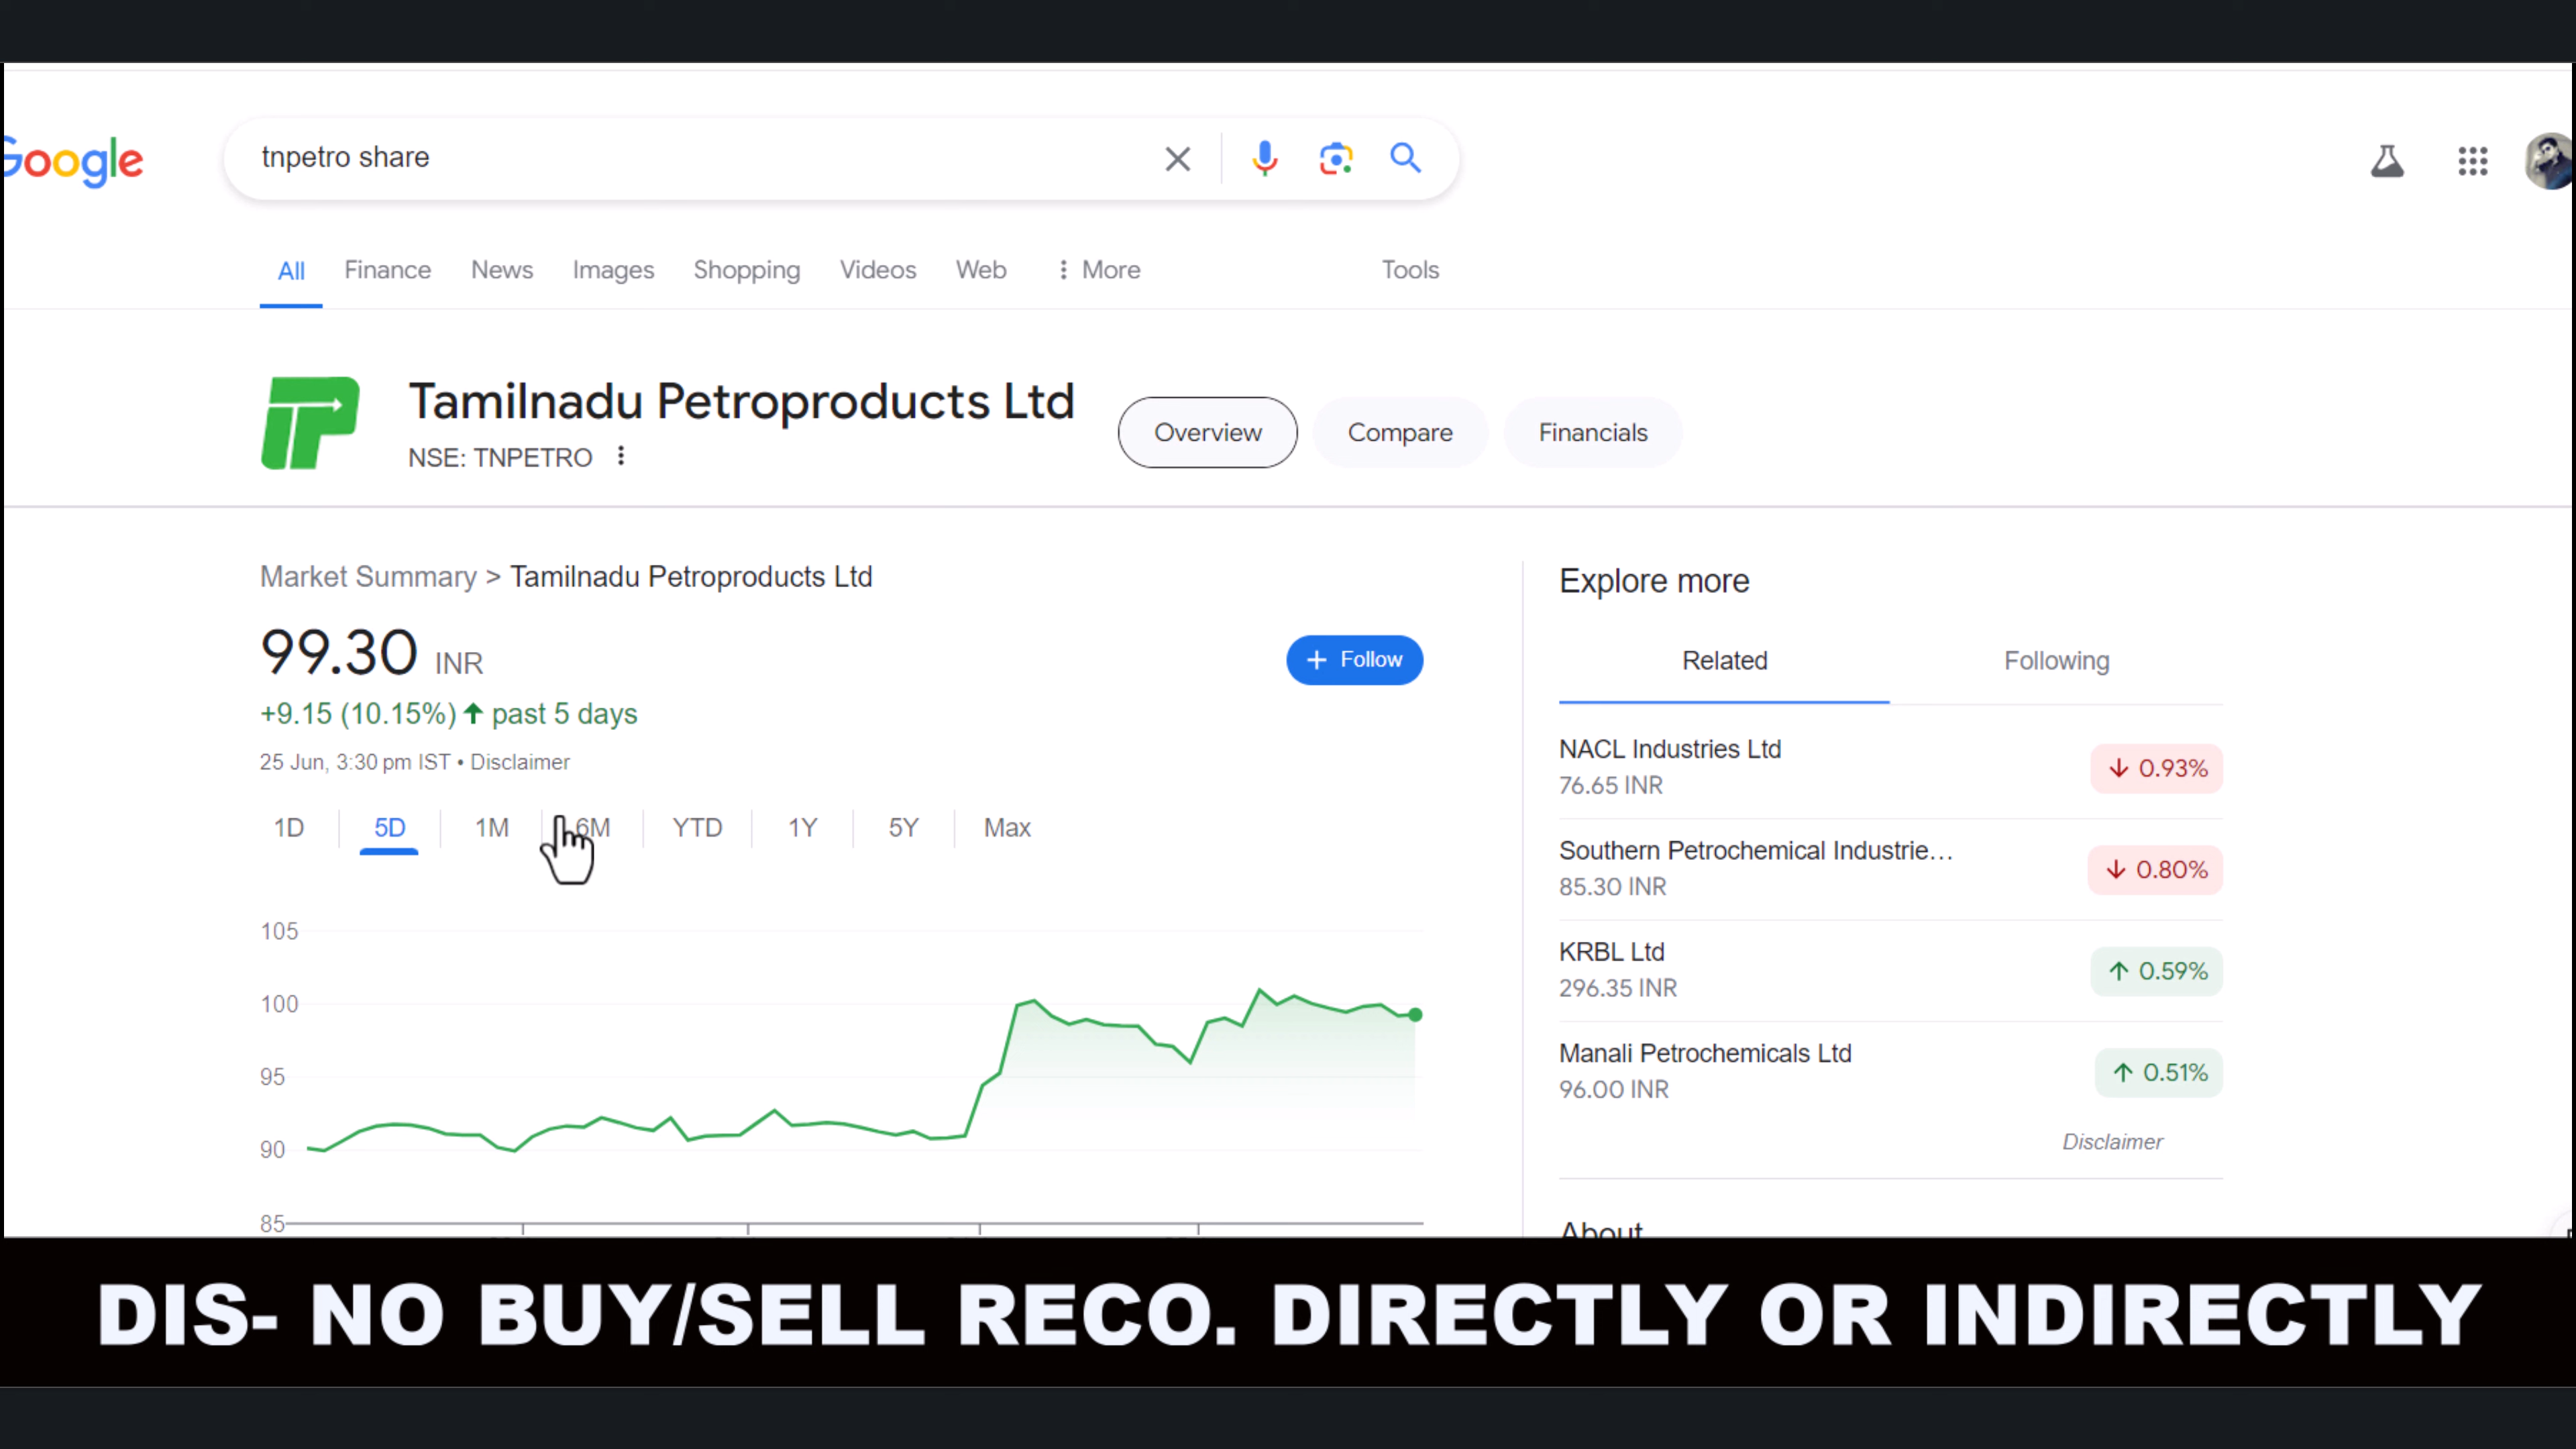 Google
tnpetro share
All Finance News Images Shopping Videos Web More Tools
Tamilnadu Petroproducts Ltd
NSE: TNPETRO
Overview Compare Financials
Market Summary > Tamilnadu Petroproducts Ltd
99.30 INR
+ Follow
+9.15 (10.15%) ↑ past 5 days
25 Jun, 3:30 pm IST • Disclaimer
1D 5D 1M 6M YTD 1Y 5Y Max
105
100
95
90
85
Explore more
Related Following
NACL Industries Ltd
76.65 INR
↓ 0.93%
Southern Petrochemical Industrie...
85.30 INR
↓ 0.80%
KRBL Ltd
296.35 INR
↑ 0.59%
Manali Petrochemicals Ltd
96.00 INR
↑ 0.51%
Disclaimer
About
DIS- NO BUY/SELL RECO. DIRECTLY OR INDIRECTLY